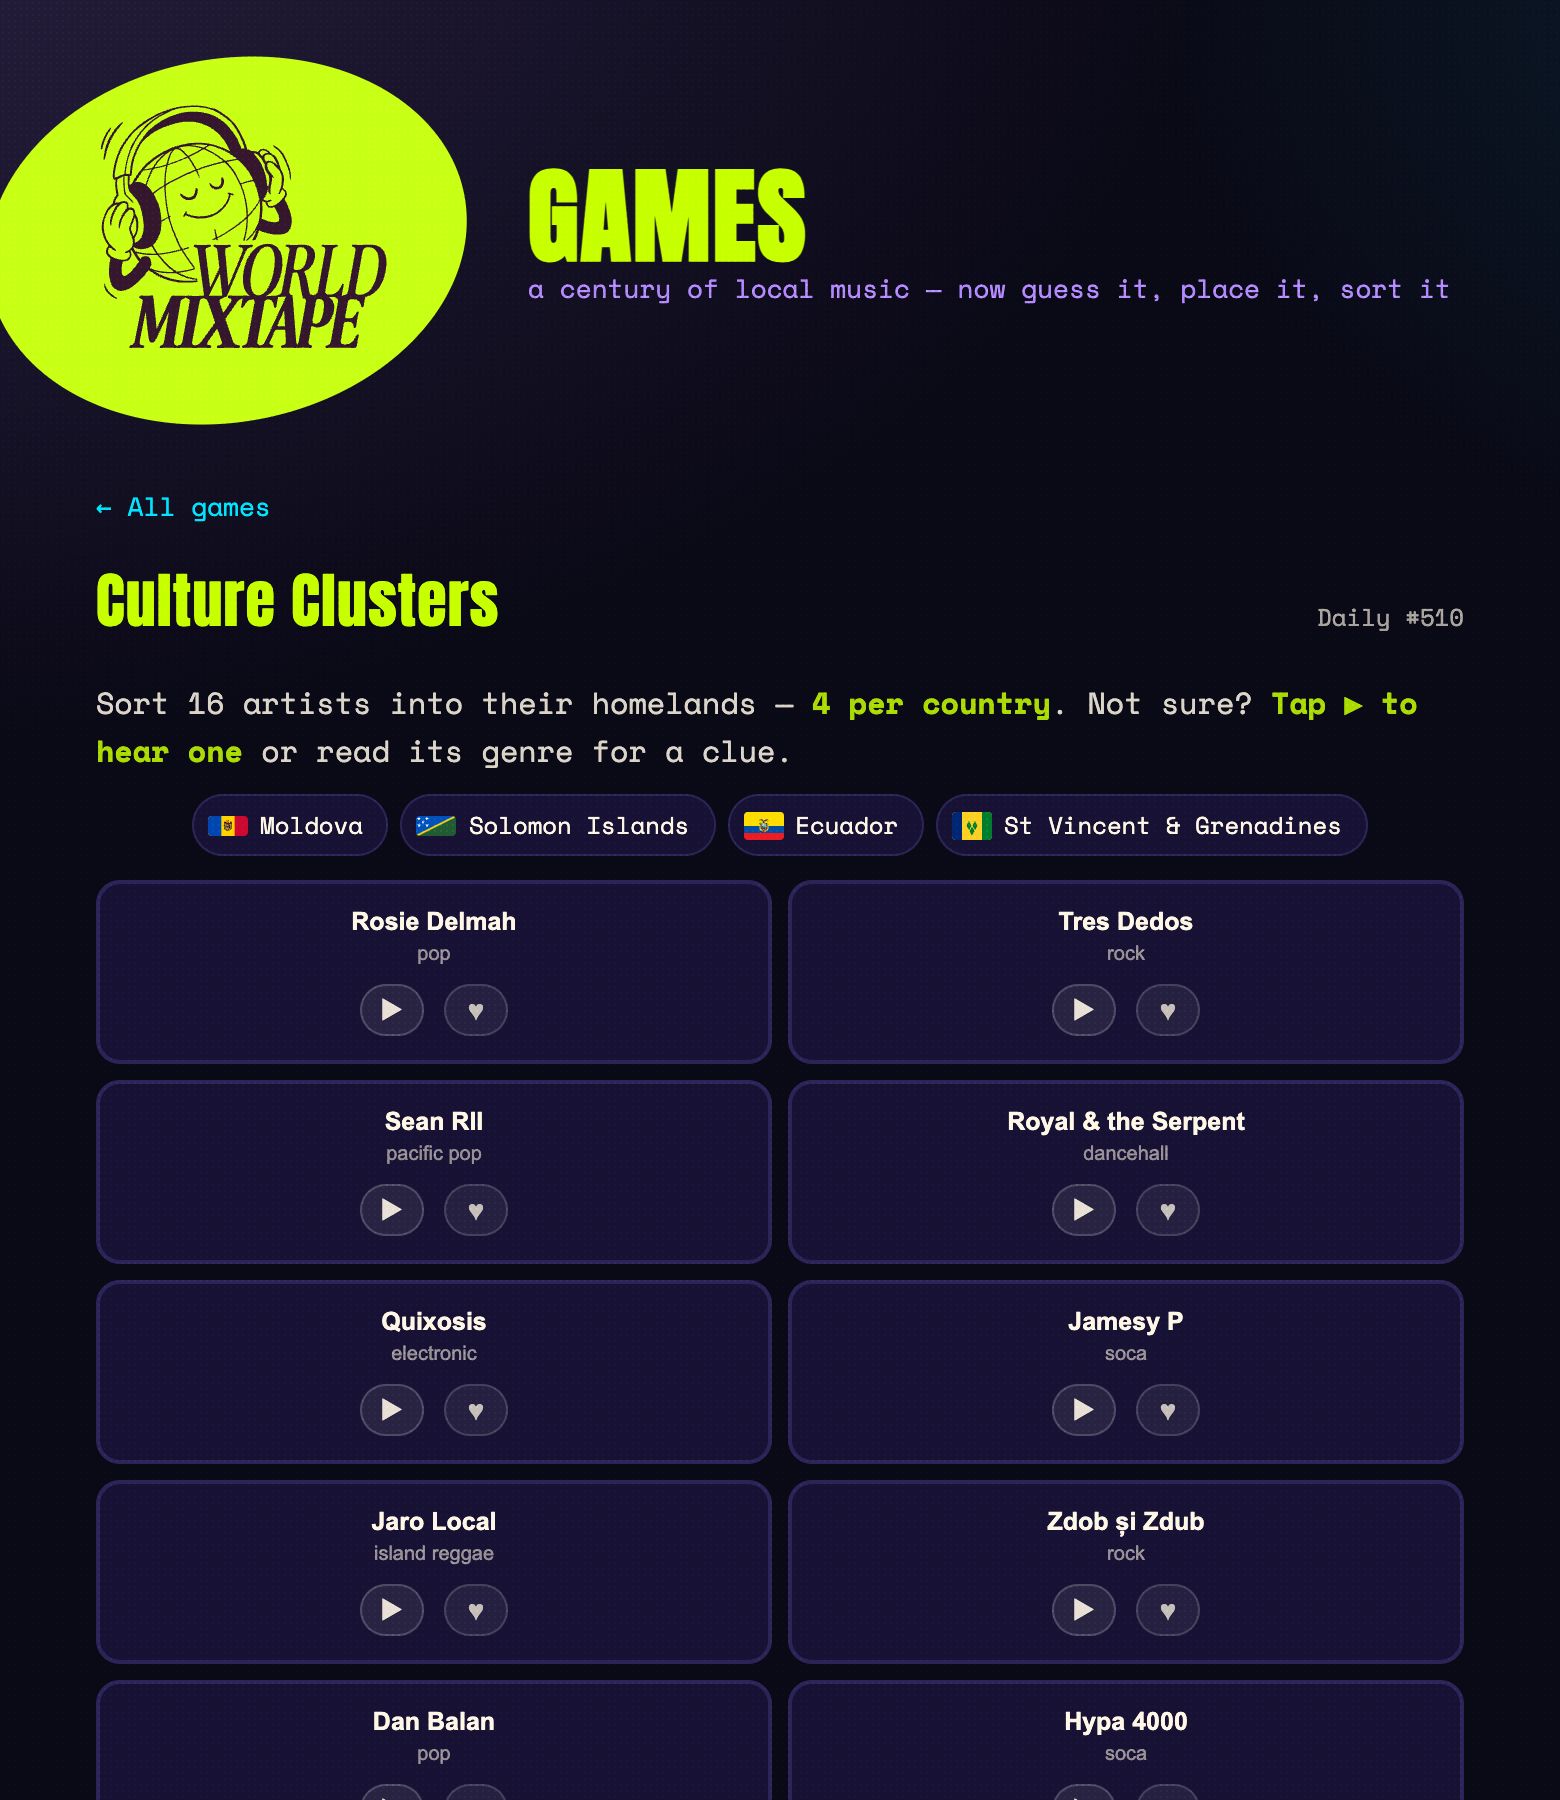 WORLD
MIXTAPE
GAMES
a century of local music — now guess it, place it, sort it
← All games
Culture Clusters
Daily #510
Sort 16 artists into their homelands — 4 per country. Not sure? Tap ▶ to
hear one or read its genre for a clue.
Moldova
Solomon Islands
Ecuador
St Vincent & Grenadines
Rosie Delmah
pop
Tres Dedos
rock
Sean RII
pacific pop
Royal & the Serpent
dancehall
Quixosis
electronic
Jamesy P
soca
Jaro Local
island reggae
Zdob și Zdub
rock
Dan Balan
pop
Hypa 4000
soca